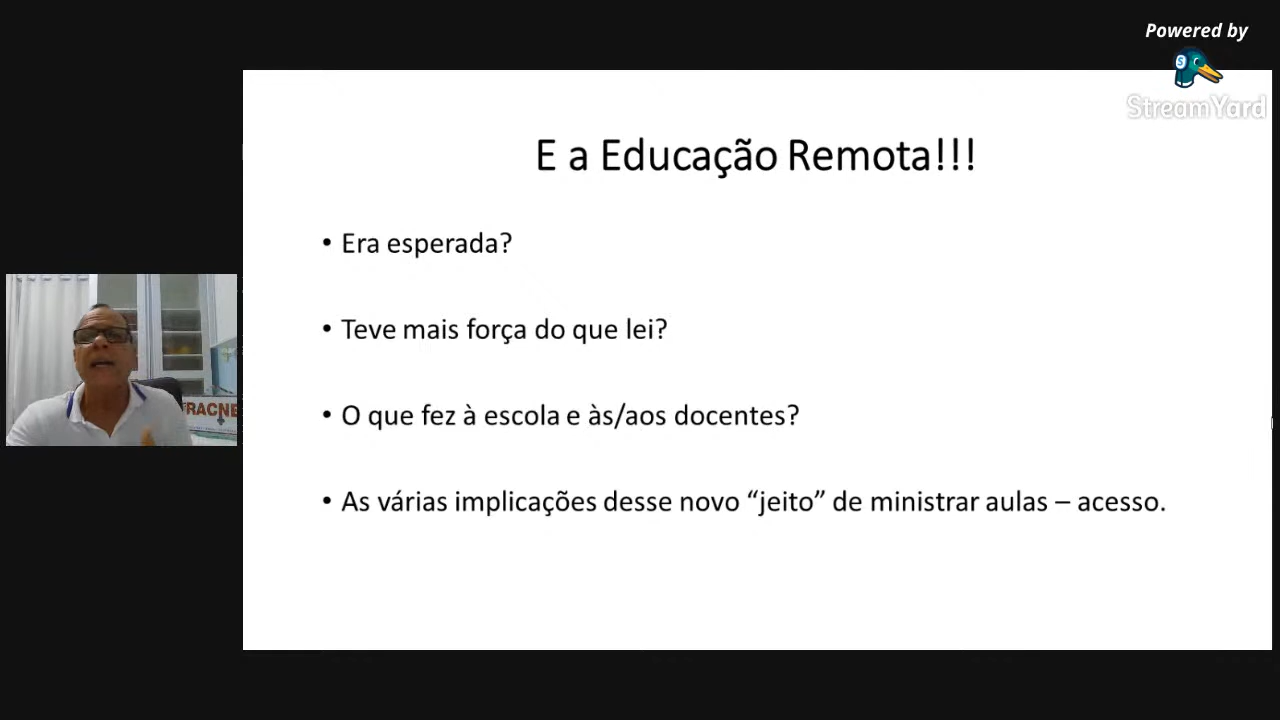 Powered by
StreamYard
E a Educação Remota!!!
• Era esperada?
• Teve mais força do que lei?
• O que fez à escola e às/aos docentes?
• As várias implicações desse novo “jeito” de ministrar aulas – acesso.
RACNE